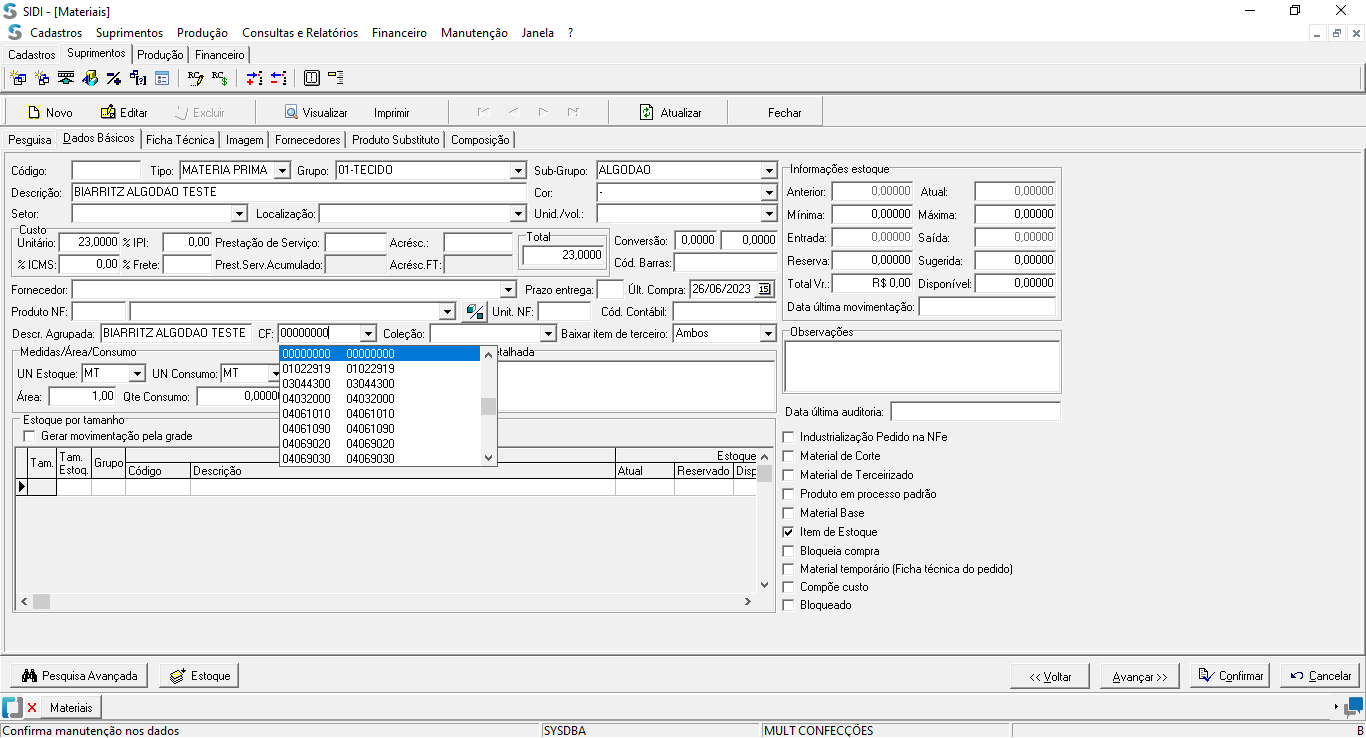 SIDI - [Materiais]
Cadastros Suprimentos Produção Consultas e Relatórios Financeiro Manutenção Janela ?
Cadastros Suprimentos Produção Financeiro
Novo Editar Excluir Visualizar Imprimir Atualizar Fechar
Pesquisa Dados Básicos Ficha Técnica Imagem Fornecedores Produto Substituto Composição
Código: Tipo: MATERIA PRIMA Grupo: 01-TECIDO Sub-Grupo: ALGODAO
Descrição: BIARRITZ ALGODAO TESTE Cor: -
Setor: Localização: Unid./vol.:
Custo
Unitário: 23,0000 % IPI: 0,00 Prestação de Serviço: Acrésc.:
% ICMS: 0,00 % Frete: Prest.Serv.Acumulado: Acrésc.FT:
Total
23,0000
Conversão: 0,0000 0,0000
Cód. Barras:
Fornecedor: Prazo entrega: Últ. Compra: 26/06/2023 15
Produto NF: Unit. NF: Cód. Contábil:
Descr. Agrupada: BIARRITZ ALGODAO TESTE CF: 00000000 Coleção: Baixar item de terceiro: Ambos
00000000 00000000
01022919 01022919
03044300 03044300
04032000 04032000
04061010 04061010
04061090 04061090
04069020 04069020
04069030 04069030
Medidas/Área/Consumo
UN Estoque: MT UN Consumo: MT
Área: 1,00 Qte Consumo: 0,0000
etalhada
Estoque por tamanho
Gerar movimentação pela grade
Tam. Tam. Estoq. Grupo Código Descrição Estoque Atual Reservado Disp
Informações estoque
Anterior: 0,00000 Atual: 0,00000
Mínima: 0,00000 Máxima: 0,00000
Entrada: 0,00000 Saída: 0,00000
Reserva: 0,00000 Sugerida: 0,00000
Total Vr.: R$ 0,00 Disponível: 0,00000
Data última movimentação:
Observações
Data última auditoria:
Industrialização Pedido na NFe
Material de Corte
Material de Terceirizado
Produto em processo padrão
Material Base
Item de Estoque
Bloqueia compra
Material temporário (Ficha técnica do pedido)
Compõe custo
Bloqueado
Pesquisa Avançada Estoque << Voltar Avançar >> Confirmar Cancelar
Materiais
Confirma manutenção nos dados SYSDBA MULT CONFECÇÕES B